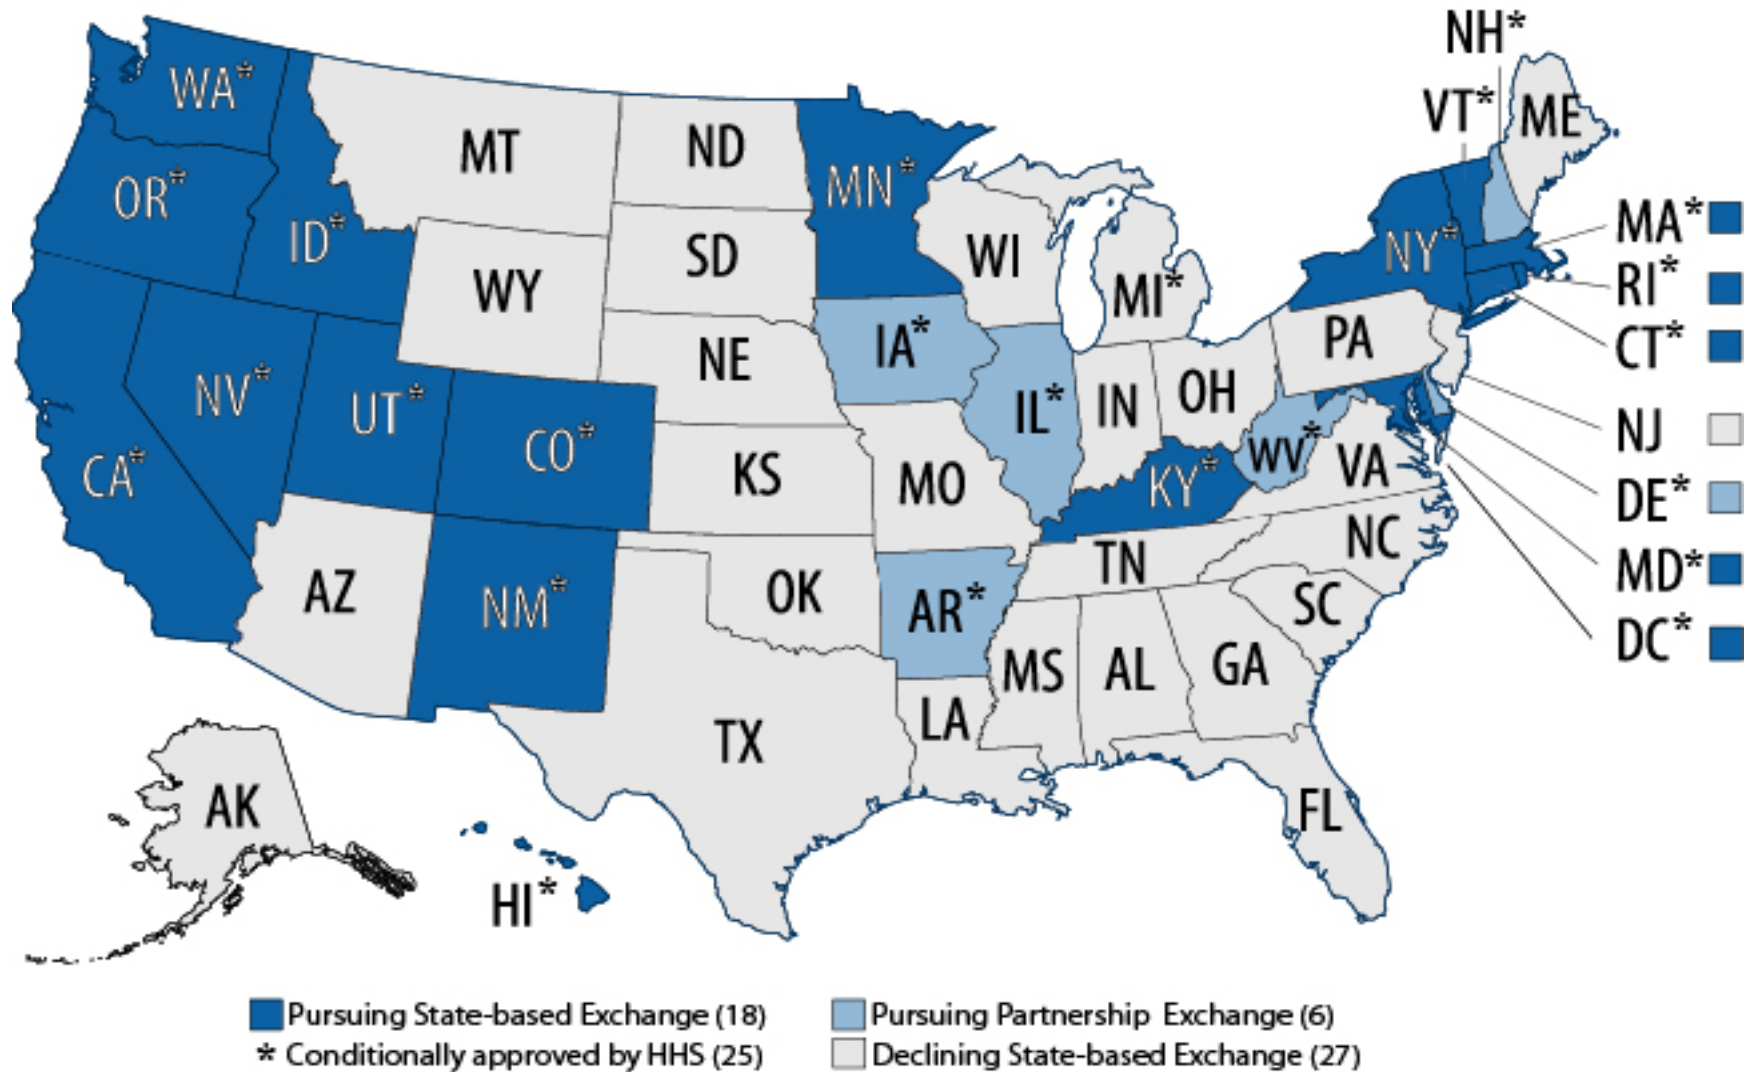 NH*
VT*
ME
WA*
MT
ND
MN*
OR*
ID*
SD
WI
MI*
NY*
MA*
RI*
WY
IA*
PA
CT*
NE
NV*
UT*
IL*
IN
OH
NJ
CO*
CA*
KS
MO
KY*
WV*
VA
DE*
AZ
NM*
OK
AR*
TN
NC
MD*
SC
DC*
MS
AL
GA
TX
LA
AK
FL
HI*
Pursuing State-based Exchange (18)
Pursuing Partnership Exchange (6)
* Conditionally approved by HHS (25)
Declining State-based Exchange (27)